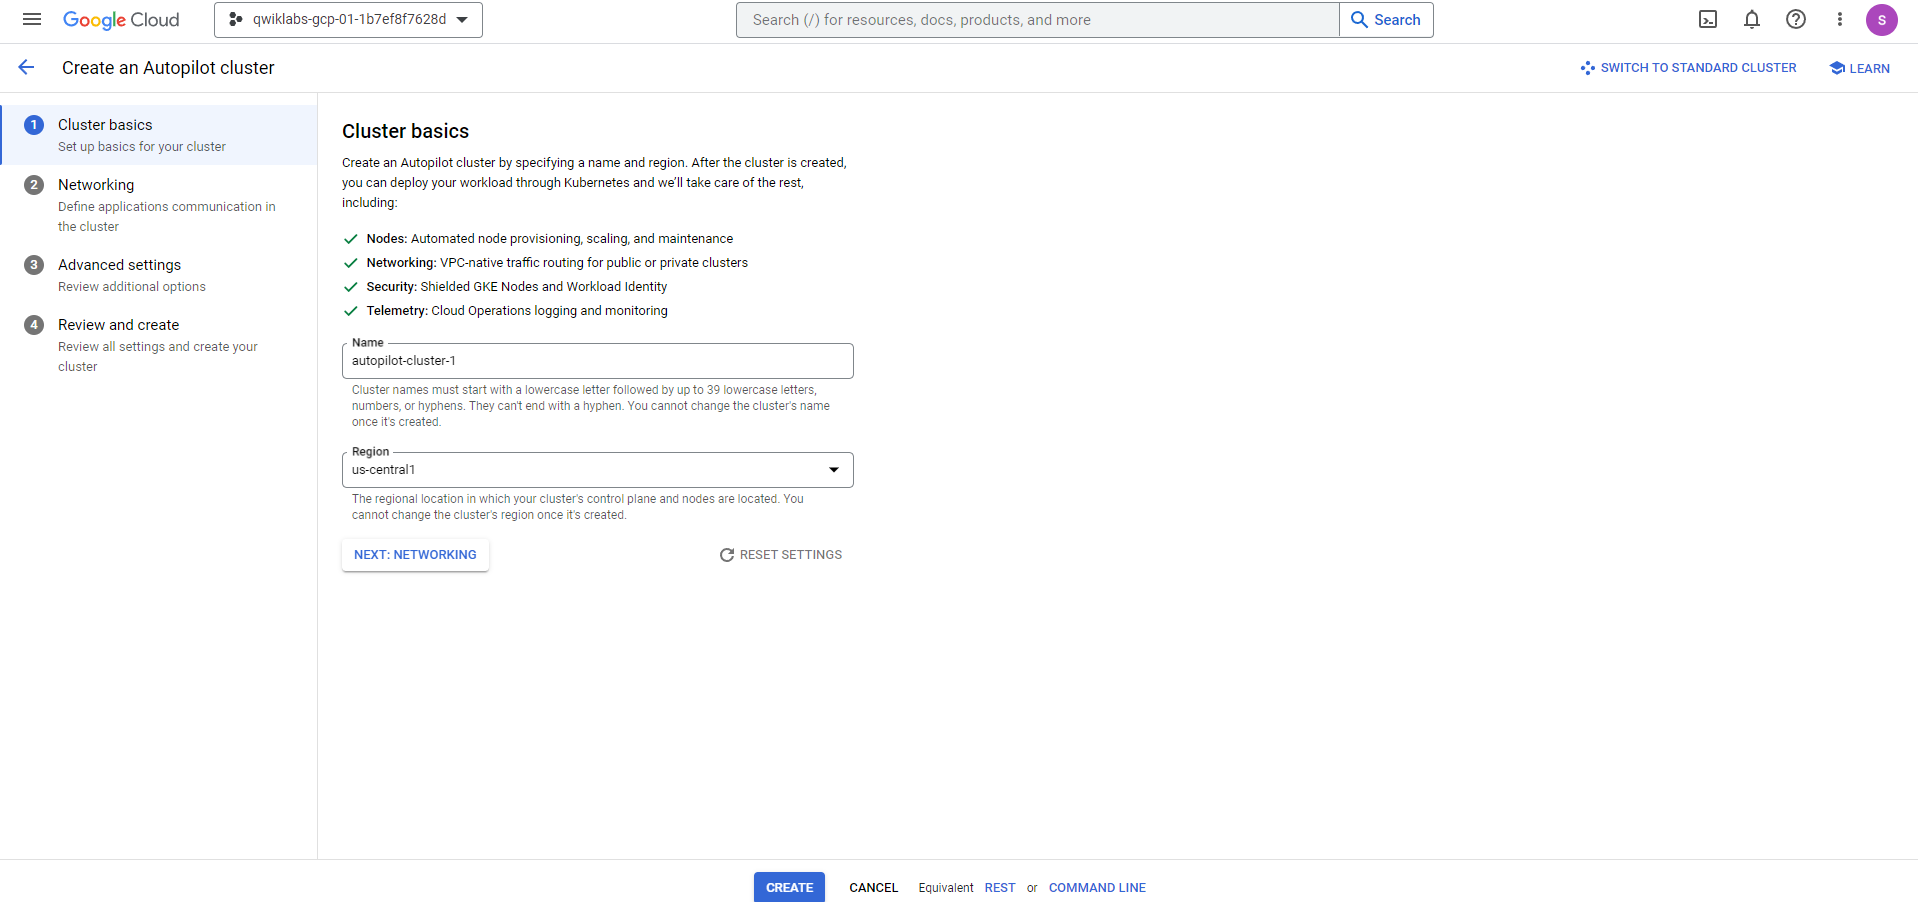 Google Cloud
qwiklabs-gcp-01-1b7ef8f7628d
Search (/) for resources, docs, products, and more
Search
S
Create an Autopilot cluster
SWITCH TO STANDARD CLUSTER
LEARN
1
Cluster basics
Set up basics for your cluster
2
Networking
Define applications communication in
the cluster
3
Advanced settings
Review additional options
4
Review and create
Review all settings and create your
cluster
Cluster basics
Create an Autopilot cluster by specifying a name and region. After the cluster is created,
you can deploy your workload through Kubernetes and we’ll take care of the rest,
including:
Nodes: Automated node provisioning, scaling, and maintenance
Networking: VPC-native traffic routing for public or private clusters
Security: Shielded GKE Nodes and Workload Identity
Telemetry: Cloud Operations logging and monitoring
Name
autopilot-cluster-1
Cluster names must start with a lowercase letter followed by up to 39 lowercase letters,
numbers, or hyphens. They can't end with a hyphen. You cannot change the cluster's name
once it's created.
Region
us-central1
The regional location in which your cluster's control plane and nodes are located. You
cannot change the cluster's region once it's created.
NEXT: NETWORKING
RESET SETTINGS
CREATE
CANCEL
Equivalent REST or COMMAND LINE